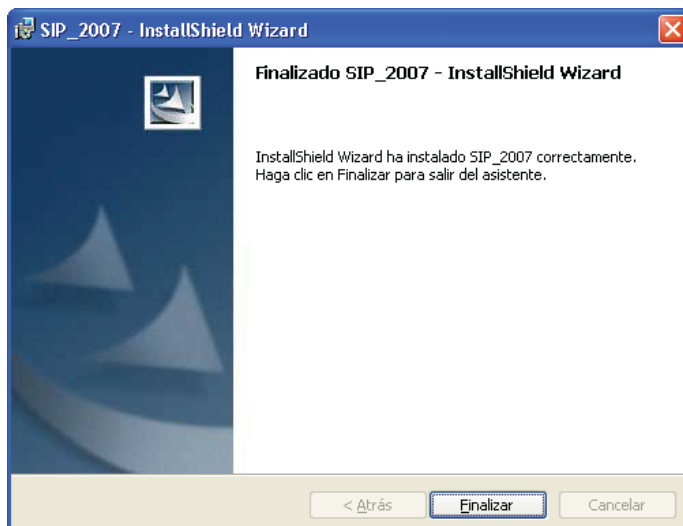 SIP_2007 - InstallShield Wizard
Finalizado SIP_2007 - InstallShield Wizard
InstallShield Wizard ha instalado SIP_2007 correctamente.
Haga clic en Finalizar para salir del asistente.
< Atrás Finalizar Cancelar